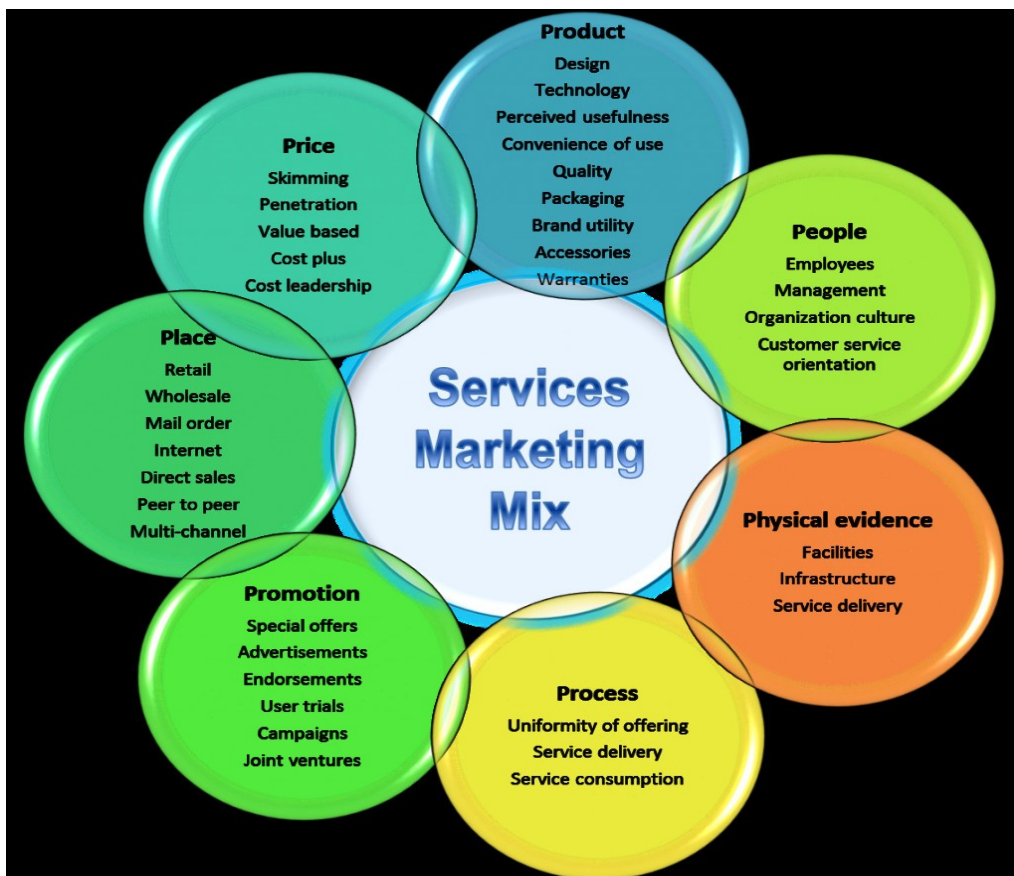 Product
Design
Technology
Perceived usefulness
Convenience of use
Quality
Packaging
Brand utility
Accessories
Warranties
Price
Skimming
Penetration
Value based
Cost plus
Cost leadership
People
Employees
Management
Organization culture
Customer service
orientation
Place
Retail
Wholesale
Mail order
Internet
Direct sales
Peer to peer
Multi-channel
Services
Marketing
Mix
Physical evidence
Facilities
Infrastructure
Service delivery
Promotion
Special offers
Advertisements
Endorsements
User trials
Campaigns
Joint ventures
Process
Uniformity of offering
Service delivery
Service consumption